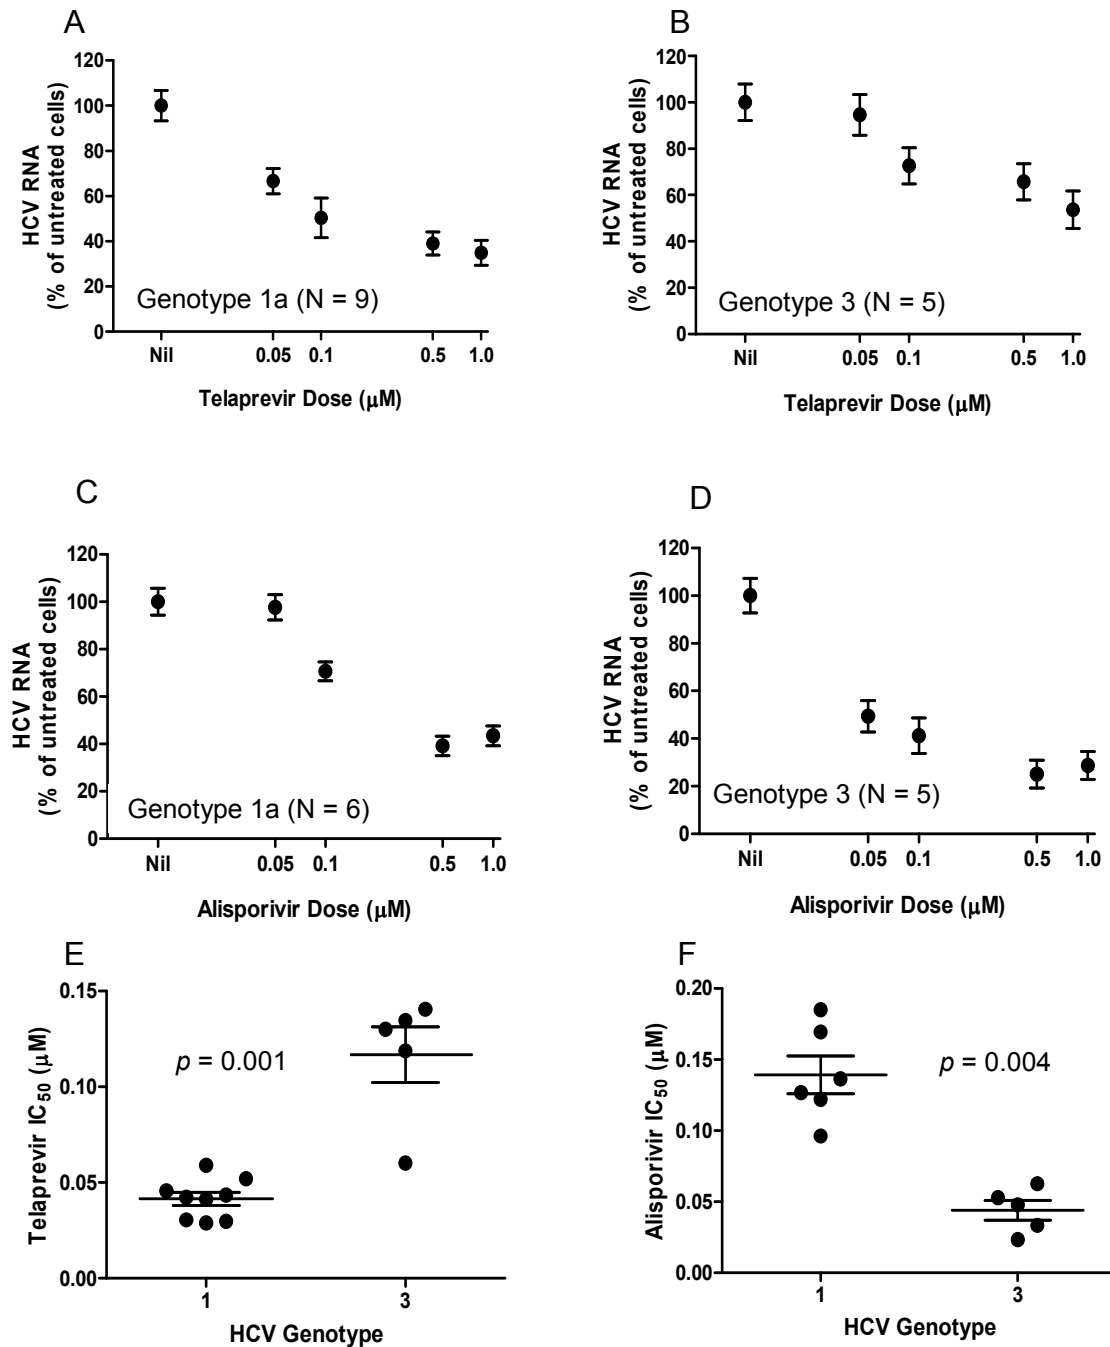 A
HCV RNA
(% of untreated cells)
120
100
80
60
40
20
0
Genotype 1a (N = 9)
Nil 0.05 0.1 0.5 1.0
Telaprevir Dose (μM)
B
HCV RNA
(% of untreated cells)
120
100
80
60
40
20
0
Genotype 3 (N = 5)
Nil 0.05 0.1 0.5 1.0
Telaprevir Dose (μM)
C
HCV RNA
(% of untreated cells)
120
100
80
60
40
20
0
Genotype 1a (N = 6)
Nil 0.05 0.1 0.5 1.0
Alisporivir Dose (μM)
D
HCV RNA
(% of untreated cells)
120
100
80
60
40
20
0
Genotype 3 (N = 5)
Nil 0.05 0.1 0.5 1.0
Alisporivir Dose (μM)
E
Telaprevir IC50 (μM)
0.15
0.10
0.05
0.00
p = 0.001
1 3
HCV Genotype
F
Alisporivir IC50 (μM)
0.20
0.15
0.10
0.05
0.00
p = 0.004
1 3
HCV Genotype